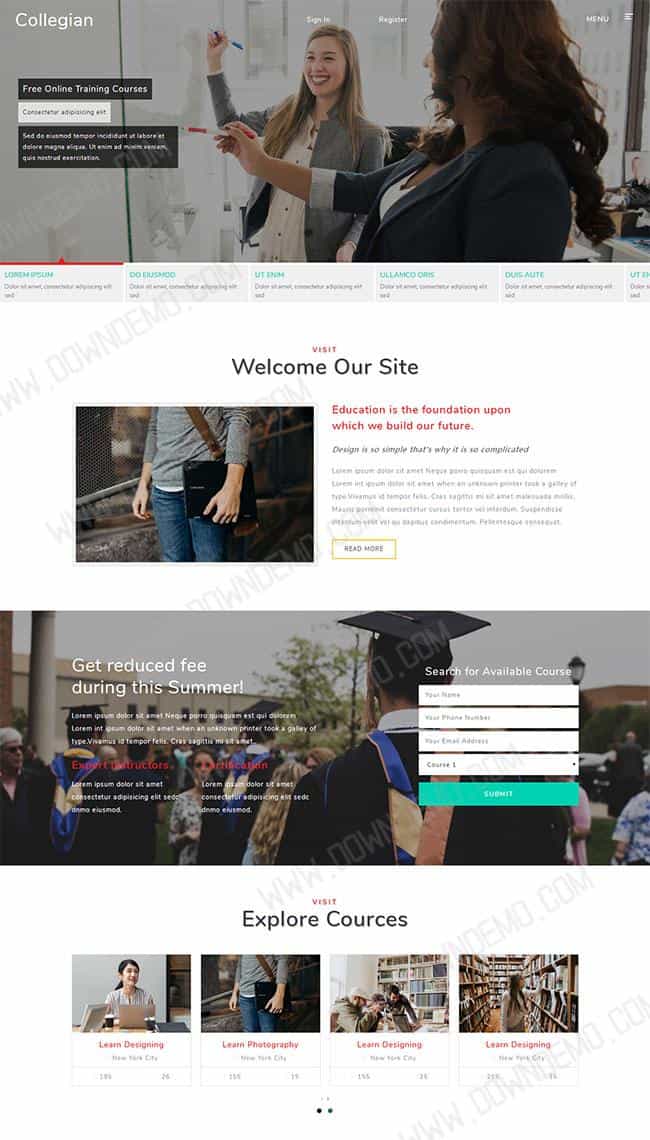 Collegian
Sign In
Register
MENU
Free Online Training Courses
Consectetur adipisicing elit
Sed do eiusmod tempor incididunt ut labore et
dolore magna aliqua. Ut enim ad minim veniam,
quis nostrud exercitation.
LOREM IPSUM
Dolor sit amet, consectetur adipiscing elit
sed
DO EIUSMOD
Dolor sit amet, consectetur adipiscing elit
sed
UT ENIM
Dolor sit amet, consectetur adipiscing elit
sed
ULLAMCO ORIS
Dolor sit amet, consectetur adipiscing elit
sed
DUIS AUTE
Dolor sit amet, consectetur adipiscing elit
sed
UT EN
Dolor si
sed
VISIT
Welcome Our Site
Education is the foundation upon
which we build our future.
Design is so simple that's why it is so complicated
Lorem ipsum dolor sit amet Neque porro quisquam est qui dolorem
Lorem int ipsum dolor sit amet when an unknown printer took a galley of
type.Vivamus id tempor felis. Cras sagittis mi sit amet malesuada mollis.
Mauris porroinit consectetur cursus tortor vel interdum. Suspendisse
interdum velit vel qu dapibus condimentum. Pellentesque consequat.
READ MORE
Get reduced fee
during this Summer!
Lorem ipsum dolor sit amet Neque porro quisquam est qui dolorem
Lorem int ipsum dolor sit amet when an unknown printer took a galley of
type.Vivamus id tempor felis. Cras sagittis mi sit amet.
Expert Instructors
Lorem ipsum dolor sit amet
consectetur adipisicing elit sedc
dnmo eiusmod.
Certification
Lorem ipsum dolor sit amet
consectetur adipisicing elit sedc
dnmo eiusmod.
Search for Available Course
Your Name
Your Phone Number
Your Email Address
Course 1
SUBMIT
VISIT
Explore Cources
Learn Designing
New York City
Learn Photography
New York City
Learn Designing
New York City
Learn Designing
New York City
WWW.DOWNDEMO.COM